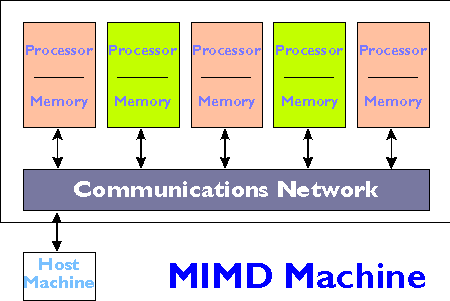 Processor Processor Processor Processor Processor
Memory Memory Memory Memory Memory
Communications Network
Host
Machine
MIMD Machine